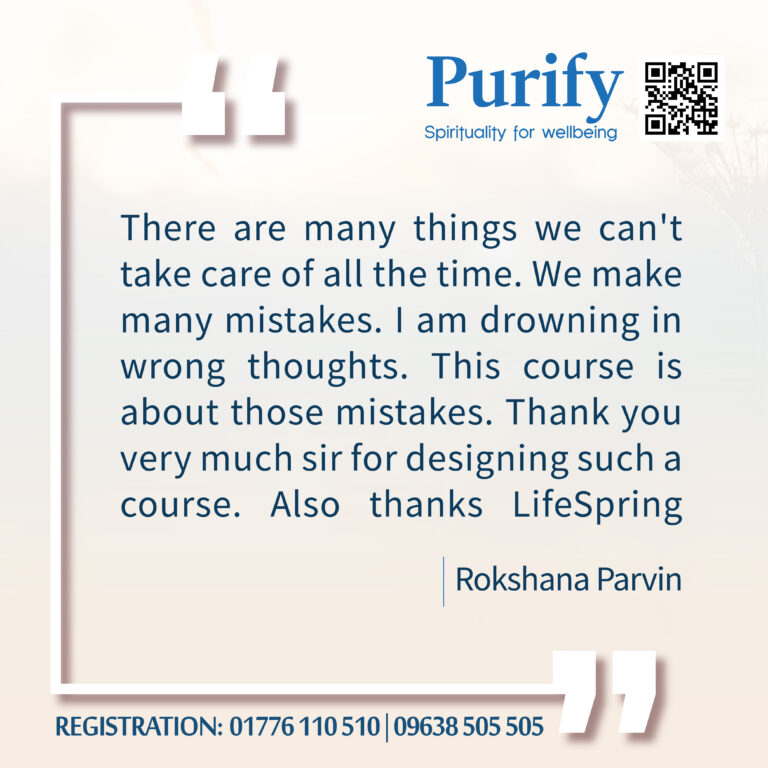 Purify
Spirituality for wellbeing
There are many things we can't
take care of all the time. We make
many mistakes. I am drowning in
wrong thoughts. This course is
about those mistakes. Thank you
very much sir for designing such a
course. Also thanks LifeSpring
Rokshana Parvin
REGISTRATION: 01776 110 510 | 09638 505 505